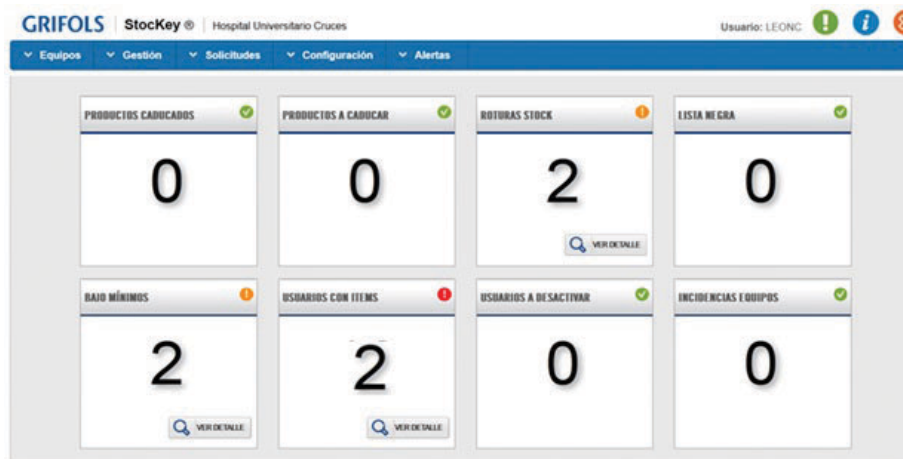 GRIFOLS StocKey ® Hospital Universitario Cruces Usuario: LEONC
Equipos Gestión Solicitudes Configuración Alertas
PRODUCTOS CADUCADOS PRODUCTOS A CADUCAR ROTURAS STOCK LISTA NEGRA
0 0 2 0
VER DETALLE
BAJO MÍNIMOS USUARIOS CON ITEMS USUARIOS A DESACTIVAR INCIDENCIAS EQUIPOS
2 2 0 0
VER DETALLE VER DETALLE